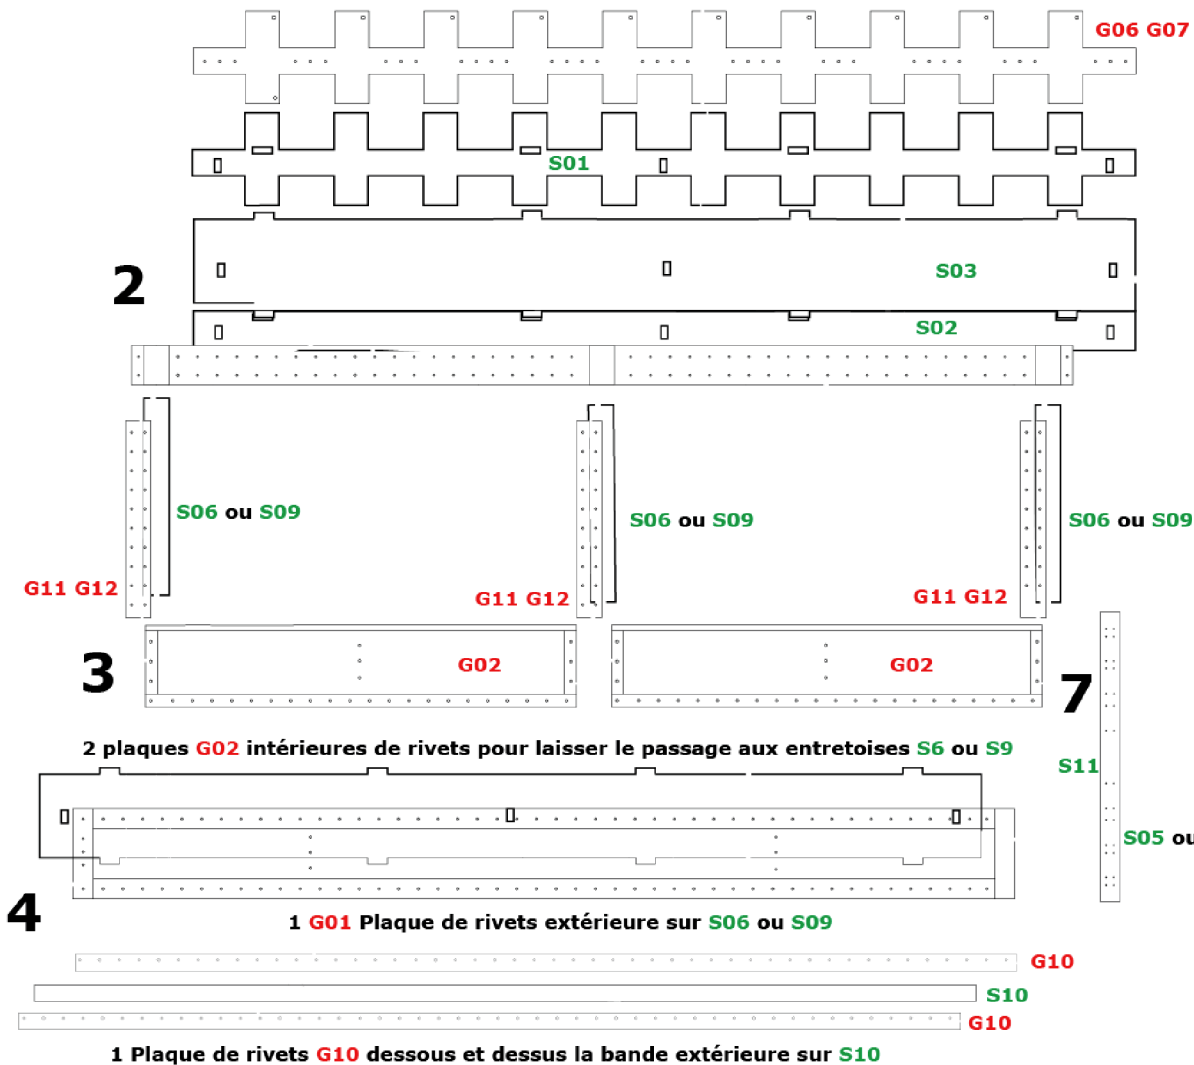 G06 G07
S01
2
S03
S02
S06 ou S09
S06 ou S09
S06 ou S09
G11 G12
G11 G12
G11 G12
3
G02
G02
7
2 plaques G02 intérieures de rivets pour laisser le passage aux entretoises S6 ou S9
S11
S05 ou
4
1 G01 Plaque de rivets extérieure sur S06 ou S09
G10
S10
G10
1 Plaque de rivets G10 dessous et dessus la bande extérieure sur S10